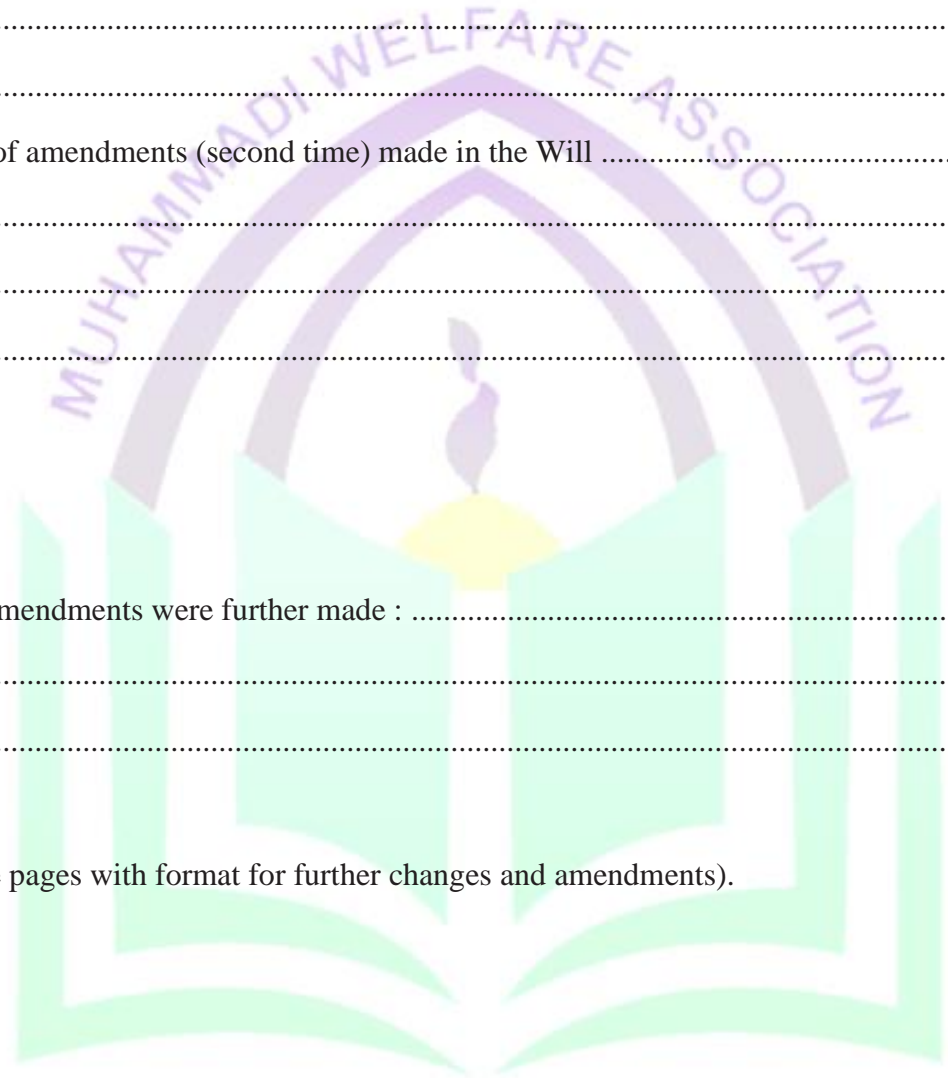 MUHAMMADI WELFARE ASSOCIATION
................................................................................
................................................................................
of amendments (second time) made in the Will ................................................
................................................................................
................................................................................
................................................................................
mendments were further made : ................................................................
................................................................................
................................................................................
pages with format for further changes and amendments).